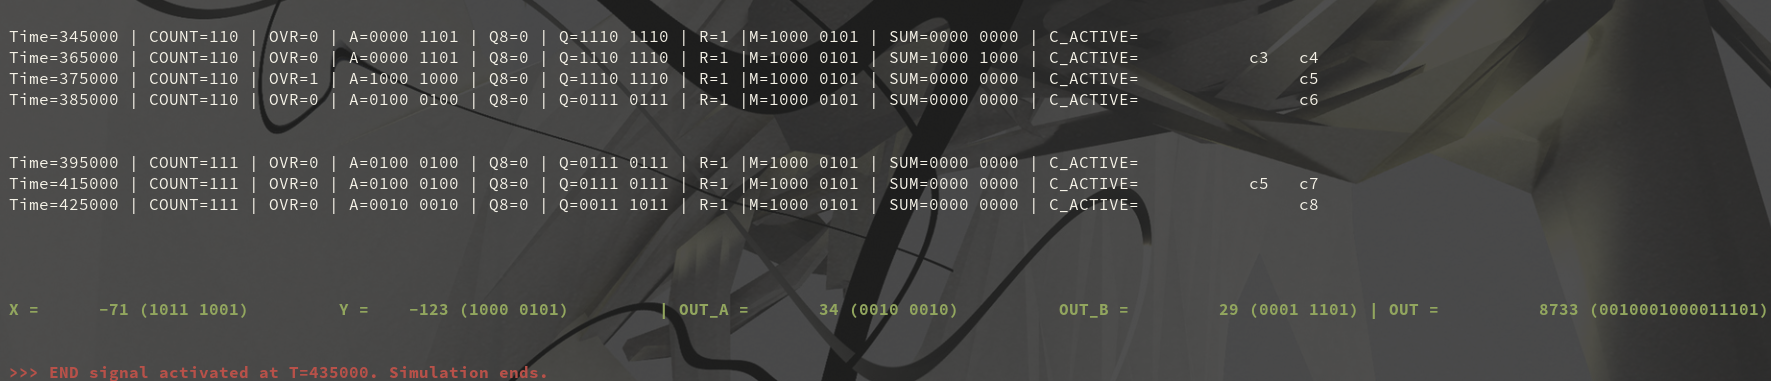 Time=345000 | COUNT=110 | OVR=0 | A=0000 1101 | Q8=0 | Q=1110 1110 | R=1 |M=1000 0101 | SUM=0000 0000 | C_ACTIVE=
Time=365000 | COUNT=110 | OVR=0 | A=0000 1101 | Q8=0 | Q=1110 1110 | R=1 |M=1000 0101 | SUM=1000 1000 | C_ACTIVE=           c3   c4
Time=375000 | COUNT=110 | OVR=1 | A=1000 1000 | Q8=0 | Q=1110 1110 | R=1 |M=1000 0101 | SUM=0000 0000 | C_ACTIVE=                c5
Time=385000 | COUNT=110 | OVR=0 | A=0100 0100 | Q8=0 | Q=0111 0111 | R=1 |M=1000 0101 | SUM=0000 0000 | C_ACTIVE=                c6
Time=395000 | COUNT=111 | OVR=0 | A=0100 0100 | Q8=0 | Q=0111 0111 | R=1 |M=1000 0101 | SUM=0000 0000 | C_ACTIVE=
Time=415000 | COUNT=111 | OVR=0 | A=0100 0100 | Q8=0 | Q=0111 0111 | R=1 |M=1000 0101 | SUM=0000 0000 | C_ACTIVE=           c5   c7
Time=425000 | COUNT=111 | OVR=0 | A=0010 0010 | Q8=0 | Q=0011 1011 | R=1 |M=1000 0101 | SUM=0000 0000 | C_ACTIVE=                c8
X =      -71 (1011 1001)          Y =    -123 (1000 0101)         | OUT_A =       34 (0010 0010)          OUT_B =         29 (0001 1101) | OUT =          8733 (0010001000011101)
>>> END signal activated at T=435000. Simulation ends.